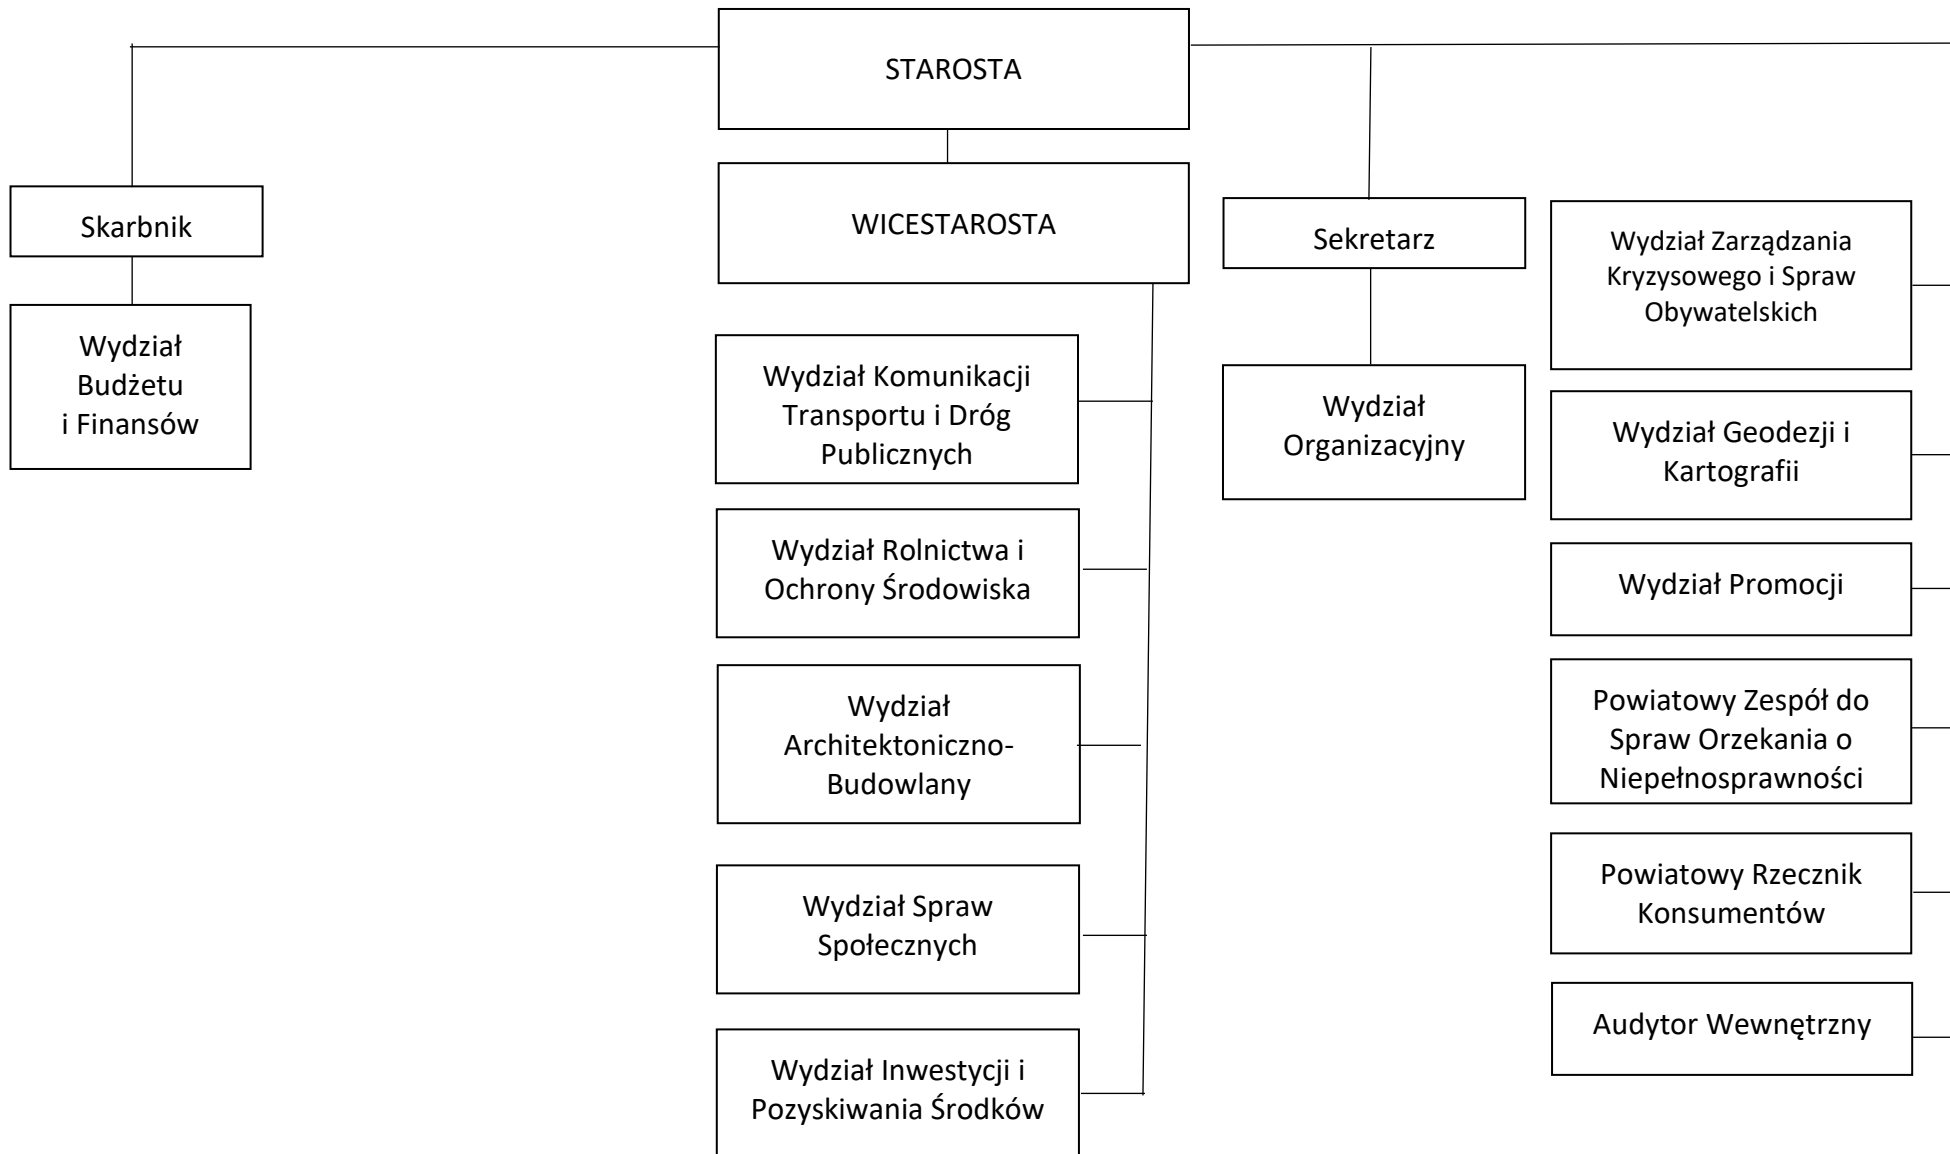 STAROSTA
WICESTAROSTA
Skarbnik
Wydział
Budżetu
i Finansów
Wydział Komunikacji
Transportu i Dróg
Publicznych
Wydział Rolnictwa i
Ochrony Środowiska
Wydział
Architektoniczno-
Budowlany
Wydział Spraw
Społecznych
Wydział Inwestycji i
Pozyskiwania Środków
Sekretarz
Wydział
Organizacyjny
Wydział Zarządzania
Kryzysowego i Spraw
Obywatelskich
Wydział Geodezji i
Kartografii
Wydział Promocji
Powiatowy Zespół do
Spraw Orzekania o
Niepełnosprawności
Powiatowy Rzecznik
Konsumentów
Audytor Wewnętrzny